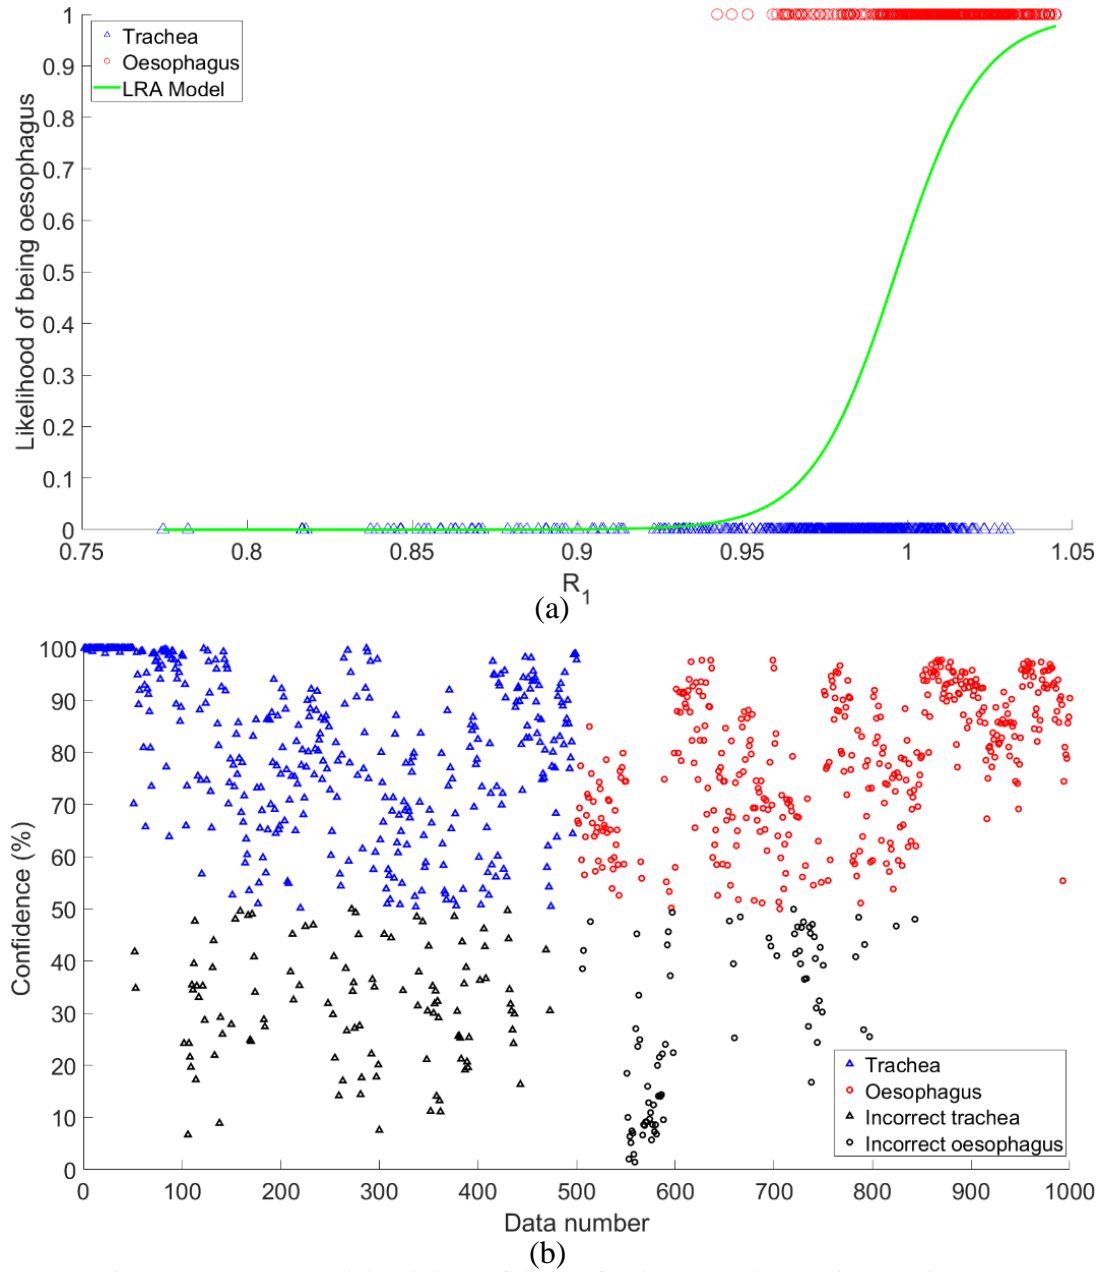 1
0.9
0.8
0.7
0.6
0.5
0.4
0.3
0.2
0.1
0
Likelihood of being oesophagus
Trachea
Oesophagus
LRA Model
0.75 0.8 0.85 0.9 0.95 1 1.05
R1
(a)
100
90
80
70
60
50
40
30
20
10
0
Confidence (%)
Trachea
Oesophagus
Incorrect trachea
Incorrect oesophagus
0 100 200 300 400 500 600 700 800 900 1000
Data number
(b)